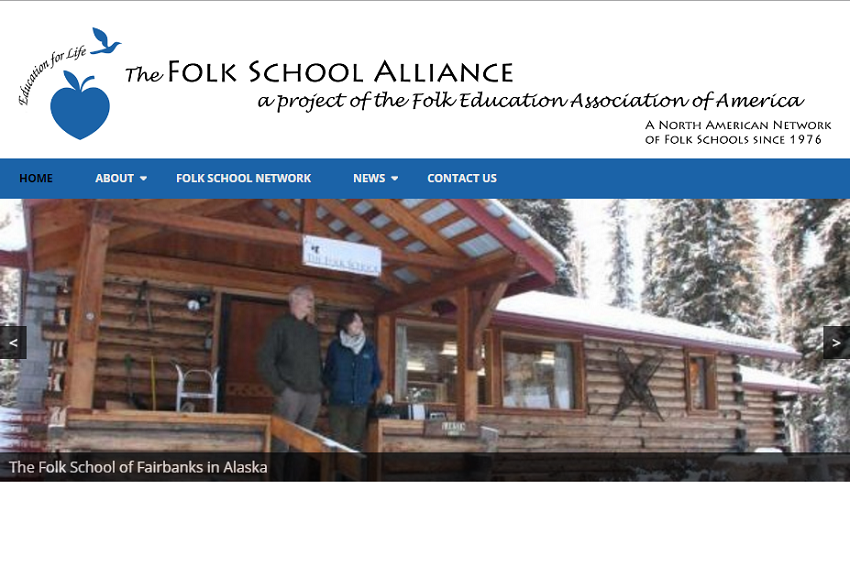 Education for Life
The FOLK SCHOOL ALLIANCE
a project of the Folk Education Association of America
A NORTH AMERICAN NETWORK
OF FOLK SCHOOLS SINCE 1976
HOME ABOUT FOLK SCHOOL NETWORK NEWS CONTACT US
THE FOLK SCHOOL
< >
The Folk School of Fairbanks in Alaska